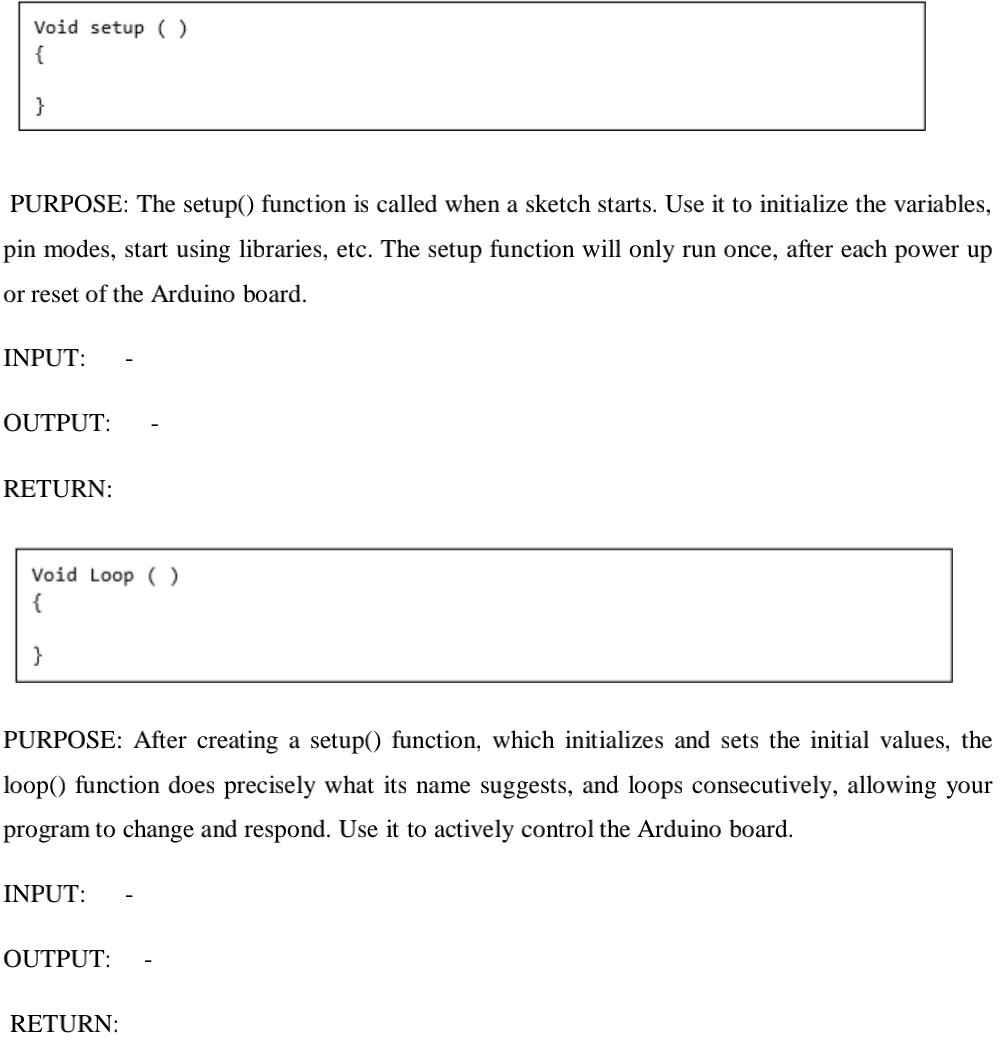 Void setup ( )
{
}
PURPOSE: The setup() function is called when a sketch starts. Use it to initialize the variables,
pin modes, start using libraries, etc. The setup function will only run once, after each power up
or reset of the Arduino board.
INPUT: -
OUTPUT: -
RETURN:
Void Loop ( )
{
}
PURPOSE: After creating a setup() function, which initializes and sets the initial values, the
loop() function does precisely what its name suggests, and loops consecutively, allowing your
program to change and respond. Use it to actively control the Arduino board.
INPUT: -
OUTPUT: -
RETURN: